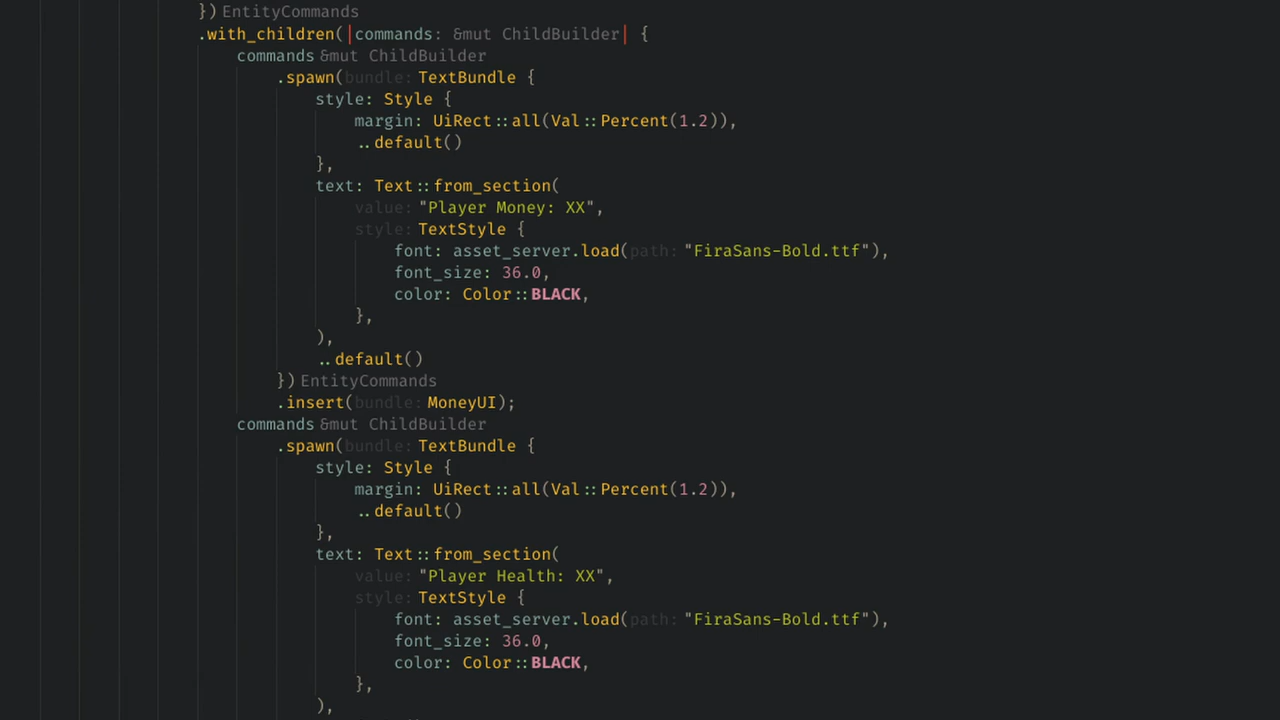 }) EntityCommands
.with_children(|commands: &mut ChildBuilder| {
commands &mut ChildBuilder
.spawn(bundle: TextBundle {
style: Style {
margin: UiRect::all(Val::Percent(1.2)),
..default()
},
text: Text::from_section(
value: "Player Money: XX",
style: TextStyle {
font: asset_server.load(path: "FiraSans-Bold.ttf"),
font_size: 36.0,
color: Color::BLACK,
},
),
..default()
}) EntityCommands
.insert(bundle: MoneyUI);
commands &mut ChildBuilder
.spawn(bundle: TextBundle {
style: Style {
margin: UiRect::all(Val::Percent(1.2)),
..default()
},
text: Text::from_section(
value: "Player Health: XX",
style: TextStyle {
font: asset_server.load(path: "FiraSans-Bold.ttf"),
font_size: 36.0,
color: Color::BLACK,
},
),